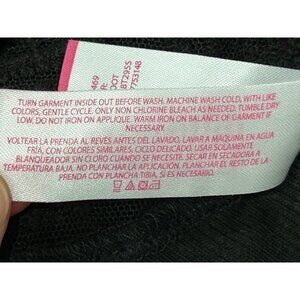 469
R:
OOT
BT295S
7753148
TURN GARMENT INSIDE OUT BEFORE WASH. MACHINE WASH COLD, WITH LIKE
COLORS, GENTLE CYCLE. ONLY NON CHLORINE BLEACH AS NEEDED. TUMBLE DRY
LOW. DO NOT IRON ON APPLIQUE. WARM IRON ON BALANCE OF GARMENT IF
NECESSARY.
VOLTEAR LA PRENDA AL REVÉS ANTES DEL LAVADO, LAVAR A MÁQUINA EN AGUA
FRÍA, CON COLORES SIMILARES, CICLO DELICADO. USAR SOLAMENTE
BLANQUEADOR SIN CLORO CUANDO SE NECESITE. SECAR EN SECADORA A
TEMPERATURA BAJA. NO PLANCHAR LA APLICACIÓN. PLANCHAR EL RESTO DE LA
PRENDA CON PLANCHA TIBIA, SI ES NECESARIO.